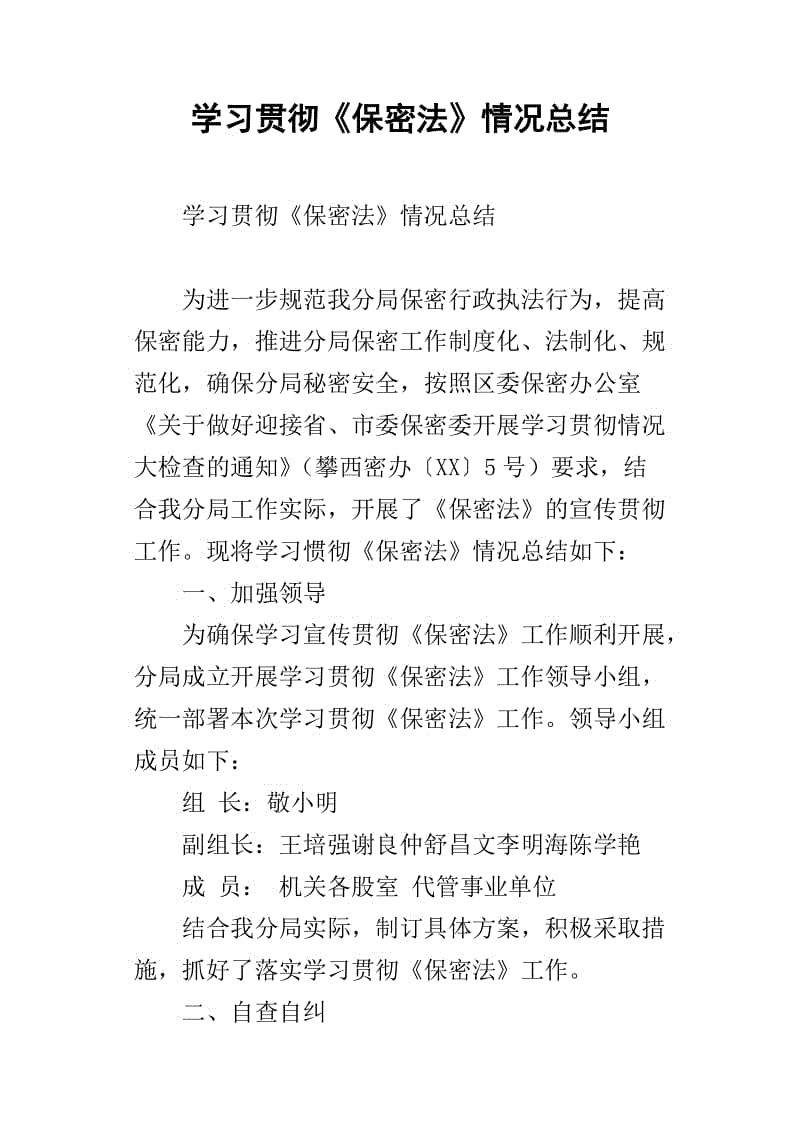 学习贯彻《保密法》情况总结
学习贯彻《保密法》情况总结
为进一步规范我分局保密行政执法行为，提高
保密能力，推进分局保密工作制度化、法制化、规
范化，确保分局秘密安全，按照区委保密办公室
《关于做好迎接省、市委保密委开展学习贯彻情况
大检查的通知》（攀西密办〔XX〕5 号）要求，结
合我分局工作实际，开展了《保密法》的宣传贯彻
工作。现将学习惯彻《保密法》情况总结如下：
一、加强领导
为确保学习宣传贯彻《保密法》工作顺利开展，
分局成立开展学习贯彻《保密法》工作领导小组，
统一部署本次学习贯彻《保密法》工作。领导小组
成员如下：
组 长：敬小明
副组长：王培强谢良仲舒昌文李明海陈学艳
成 员： 机关各股室 代管事业单位
结合我分局实际，制订具体方案，积极采取措
施，抓好了落实学习贯彻《保密法》工作。
二、自查自纠